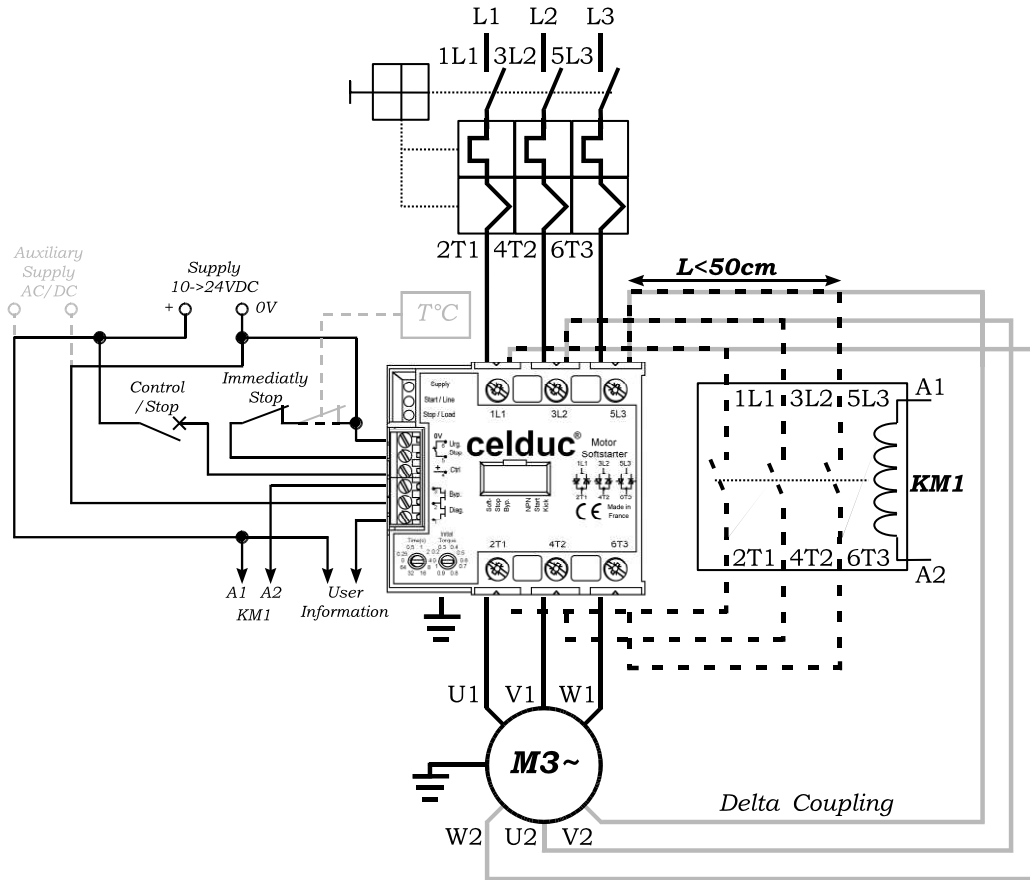 L1 L2 L3
1L1 3L2 5L3
2T1 4T2 6T3
Auxiliary
Supply
AC/DC
Supply
10->24VDC
+ 0V
T°C
L<50cm
Control
/Stop
Immediatly
Stop
Supply
Start / Line
Stop / Load
1L1 3L2 5L3
celduc®
Motor
Softstarter
1L1 3L2 5L3
2T1 4T2 6T3
0V
Urg.
Stop
Ctrl
Byp.
Diag.
Soft-
Stop
Byp.
NPN
Start
Kick
CE
Made in
France
Time(s)
Initial
Torque
2T1 4T2 6T3
A1
1L1 3L2 5L3
KM1
2T1 4T2 6T3
A2
A1 A2
KM1
User
Information
U1 V1 W1
M3~
W2 U2 V2
Delta Coupling